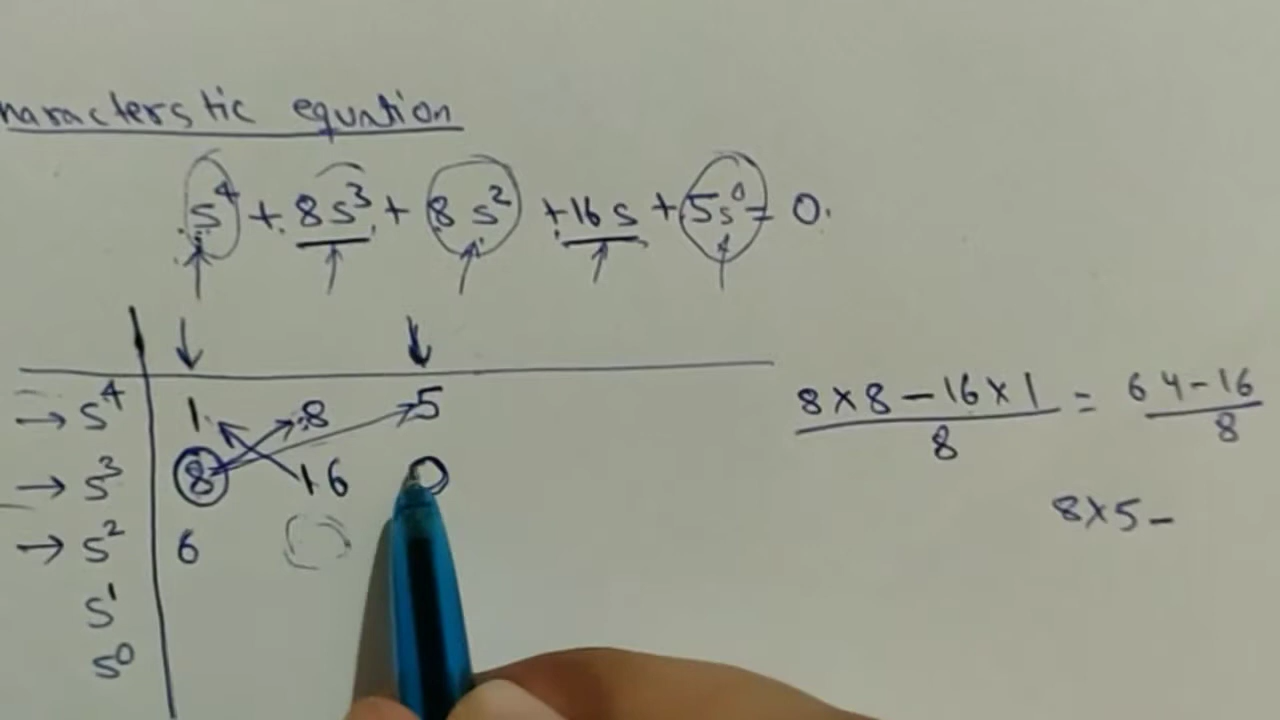 haracterstic equation
s⁴ + 8s³ + 8s² + 16s + 5s⁰ = 0.
→ s⁴ 1 8 5
→ s³ 8 16 0
→ s² 6
s¹
s⁰
8×8 – 16×1 / 8 = 64 – 16 / 8
8×5 –